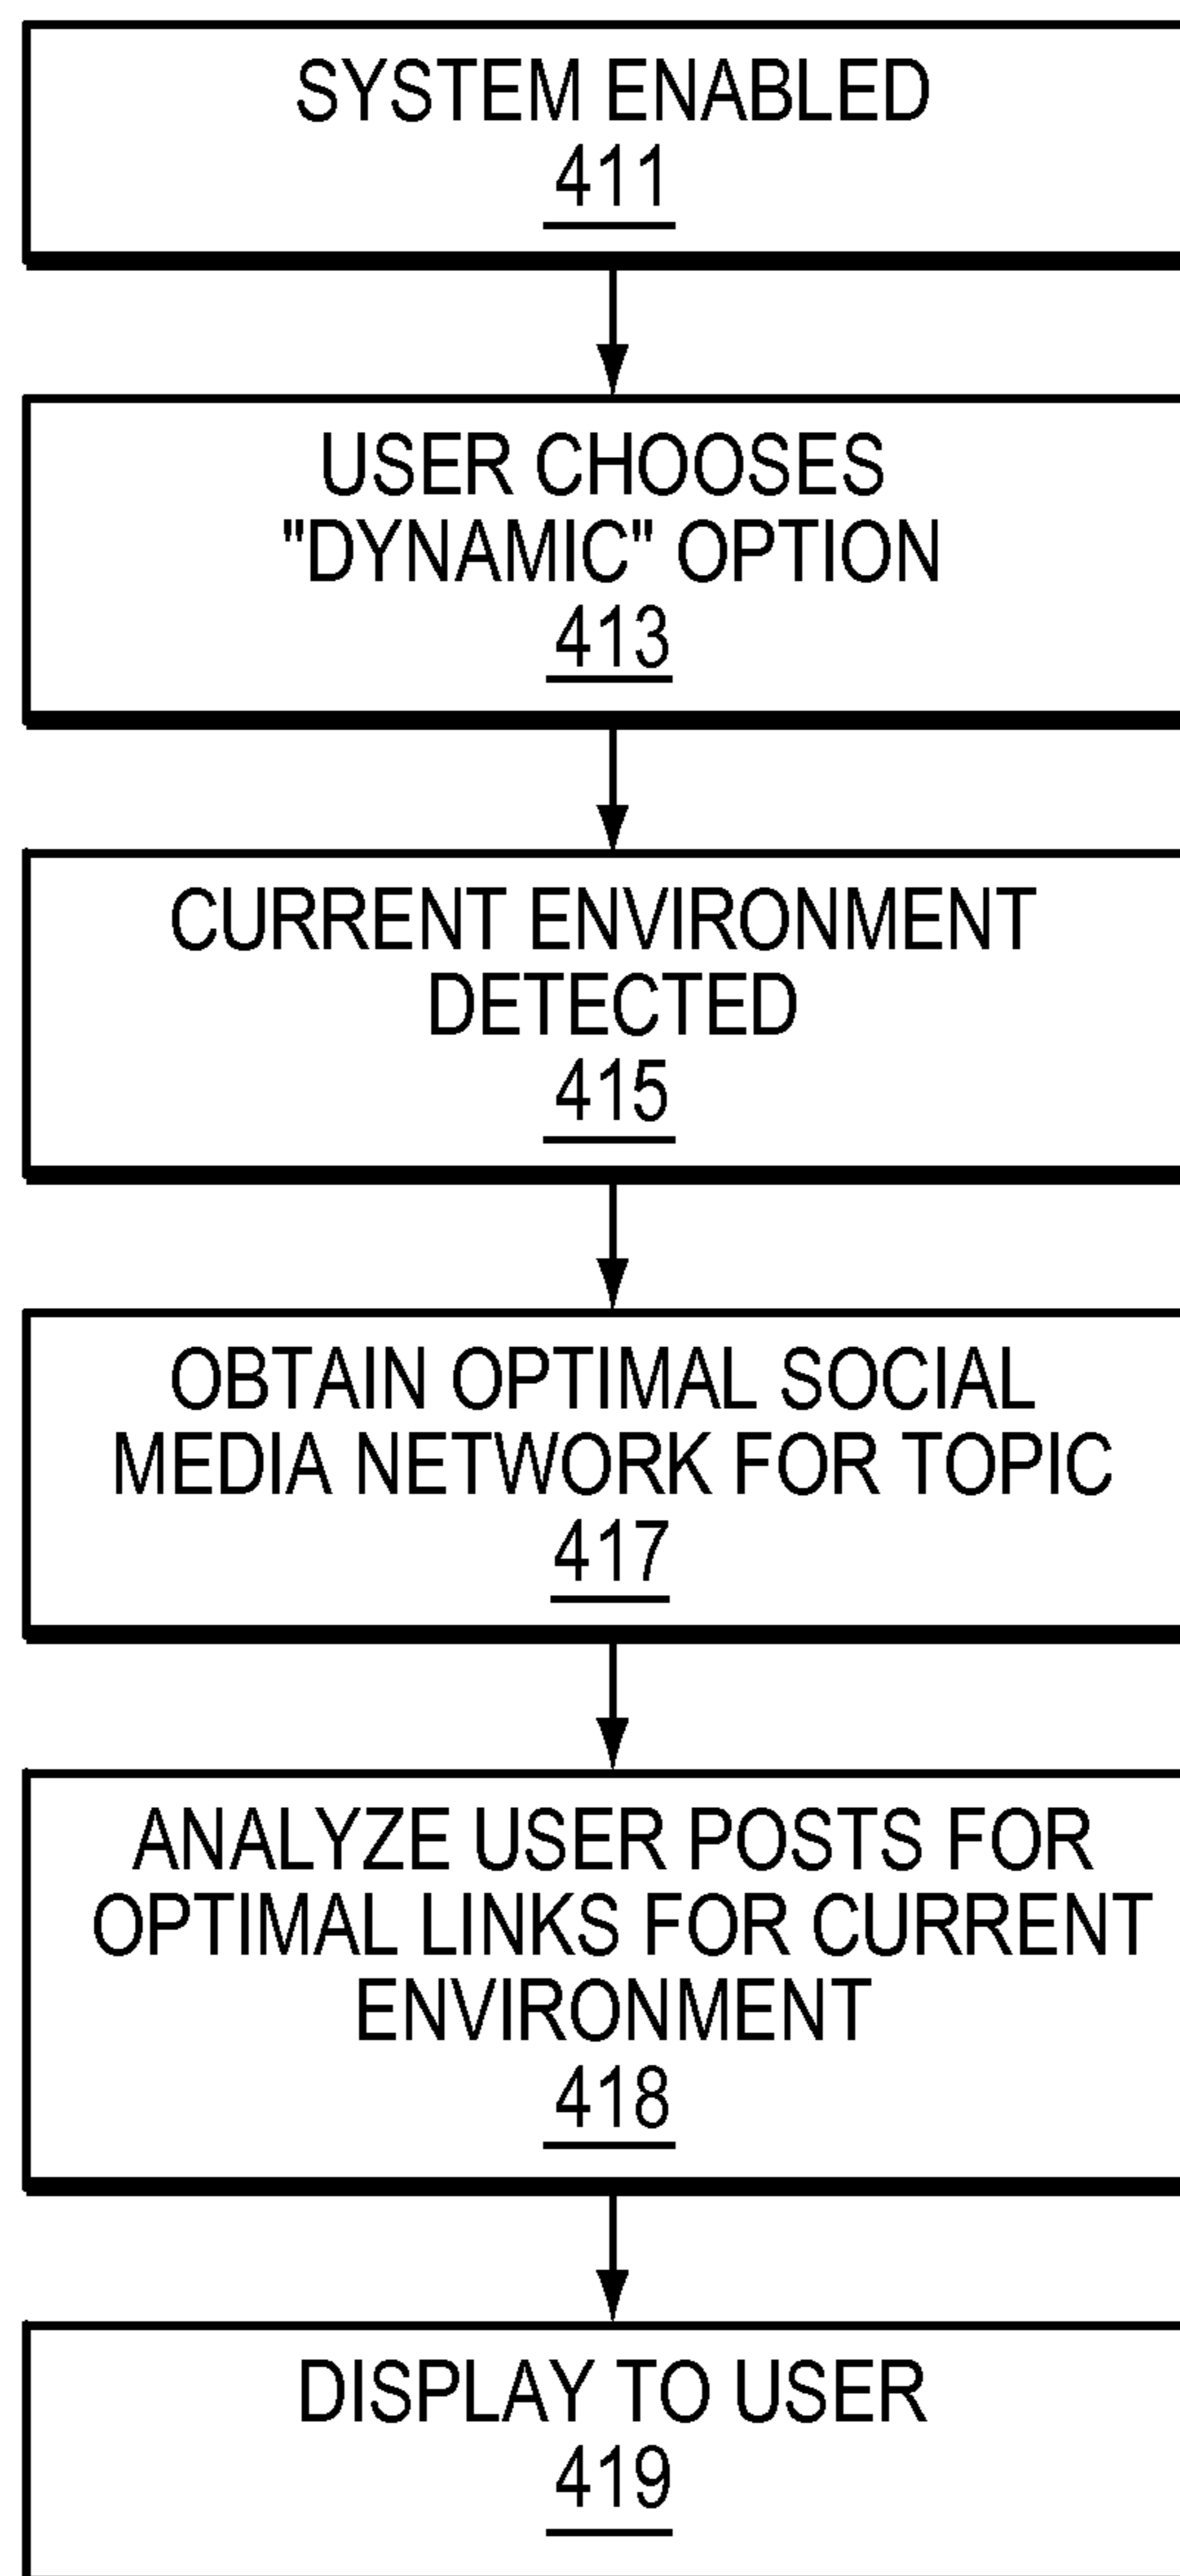 SYSTEM ENABLED
411
USER CHOOSES
"DYNAMIC" OPTION
413
CURRENT ENVIRONMENT
DETECTED
415
OBTAIN OPTIMAL SOCIAL
MEDIA NETWORK FOR TOPIC
417
ANALYZE USER POSTS FOR
OPTIMAL LINKS FOR CURRENT
ENVIRONMENT
418
DISPLAY TO USER
419